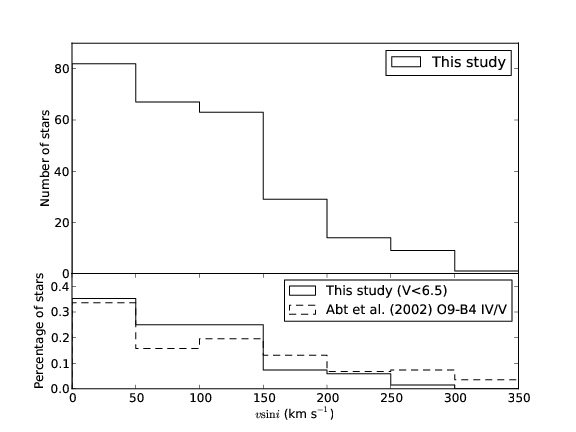 This study
Number of stars
80
60
40
20
0
This study (V<6.5)
Abt et al. (2002) O9-B4 IV/V
Percentage of stars
0.4
0.3
0.2
0.1
0.0
0 50 100 150 200 250 300 350
vsini (km s⁻¹)